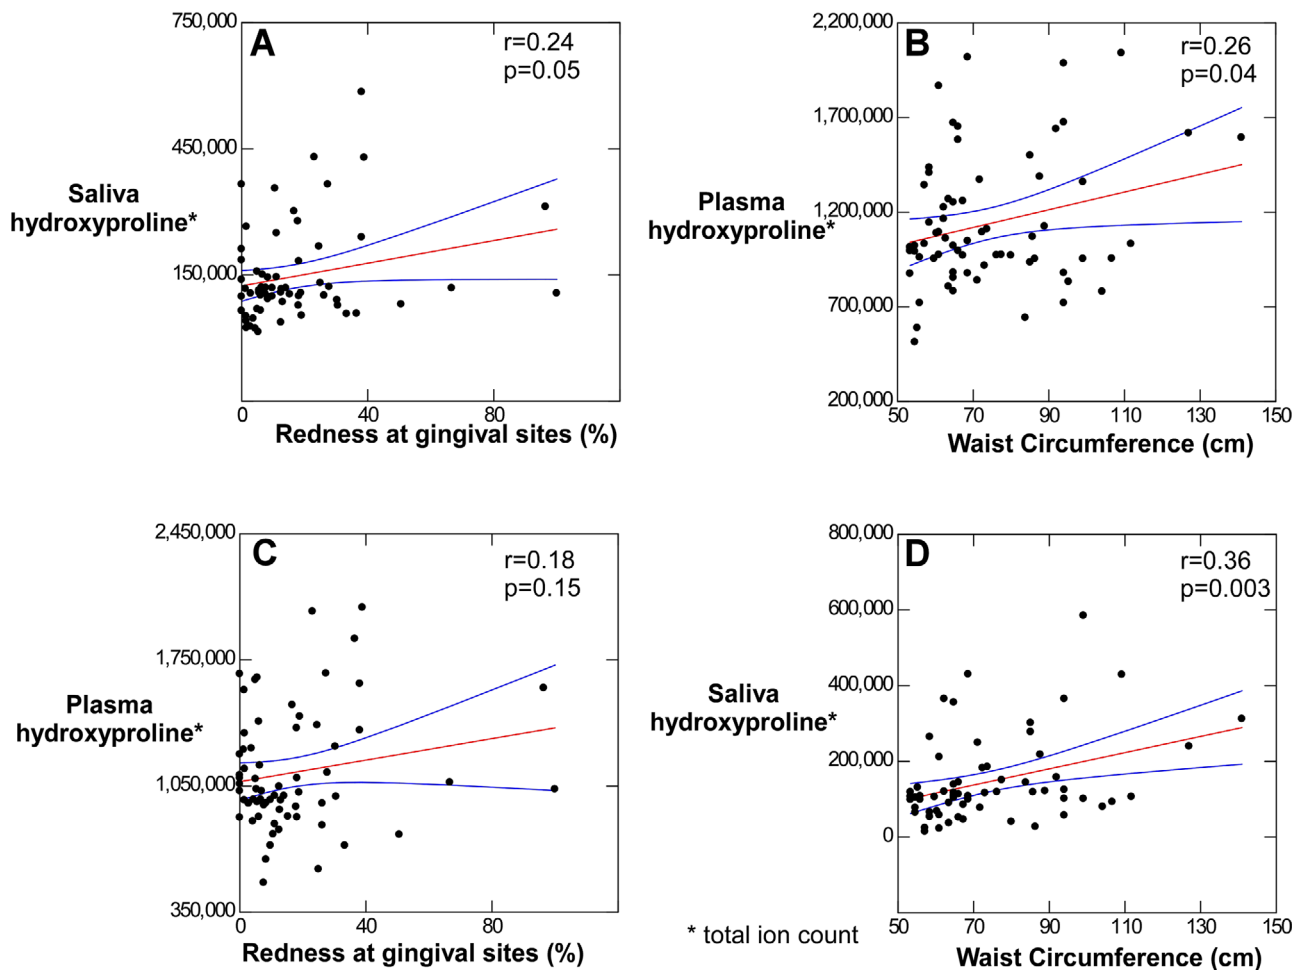 A
r=0.24
p=0.05
750,000
450,000
150,000
Saliva
hydroxyproline*
0 40 80
Redness at gingival sites (%)
B
r=0.26
p=0.04
2,200,000
1,700,000
1,200,000
700,000
200,000
Plasma
hydroxyproline*
50 70 90 110 130 150
Waist Circumference (cm)
C
r=0.18
p=0.15
2,450,000
1,750,000
1,050,000
350,000
Plasma
hydroxyproline*
0 40 80
Redness at gingival sites (%)
D
r=0.36
p=0.003
800,000
600,000
400,000
200,000
0
Saliva
hydroxyproline*
50 70 90 110 130 150
Waist Circumference (cm)
* total ion count